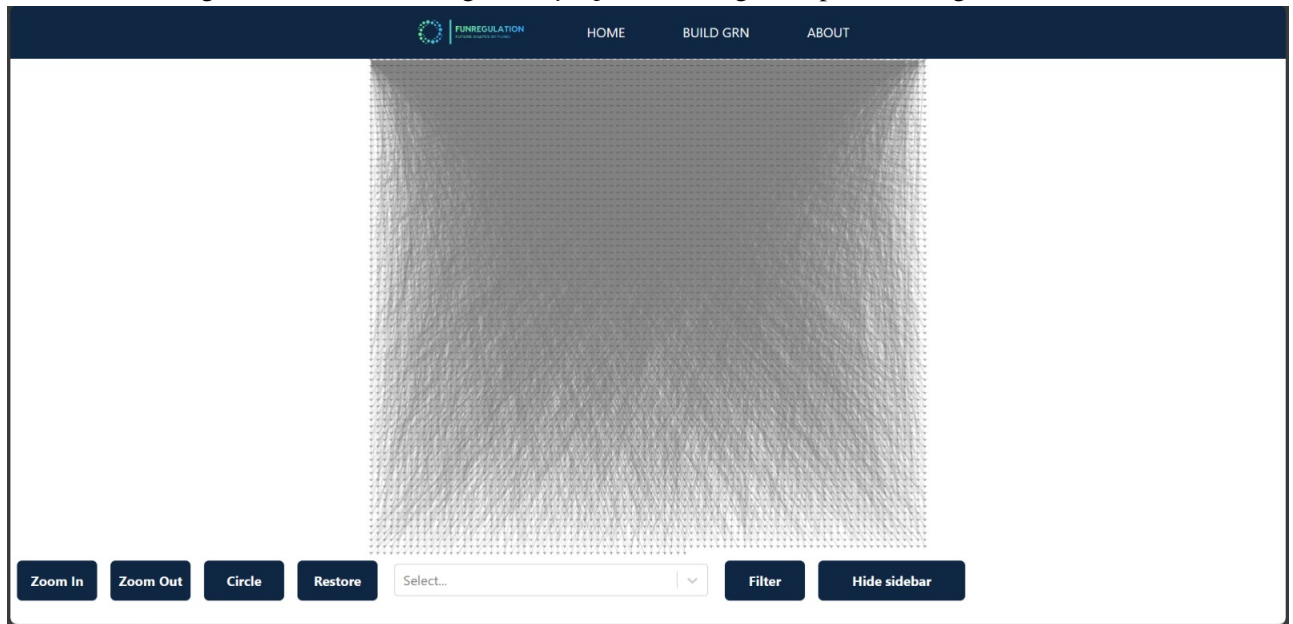 FUNREGULATION
HOME
BUILD GRN
ABOUT
Zoom In
Zoom Out
Circle
Restore
Select...
Filter
Hide sidebar